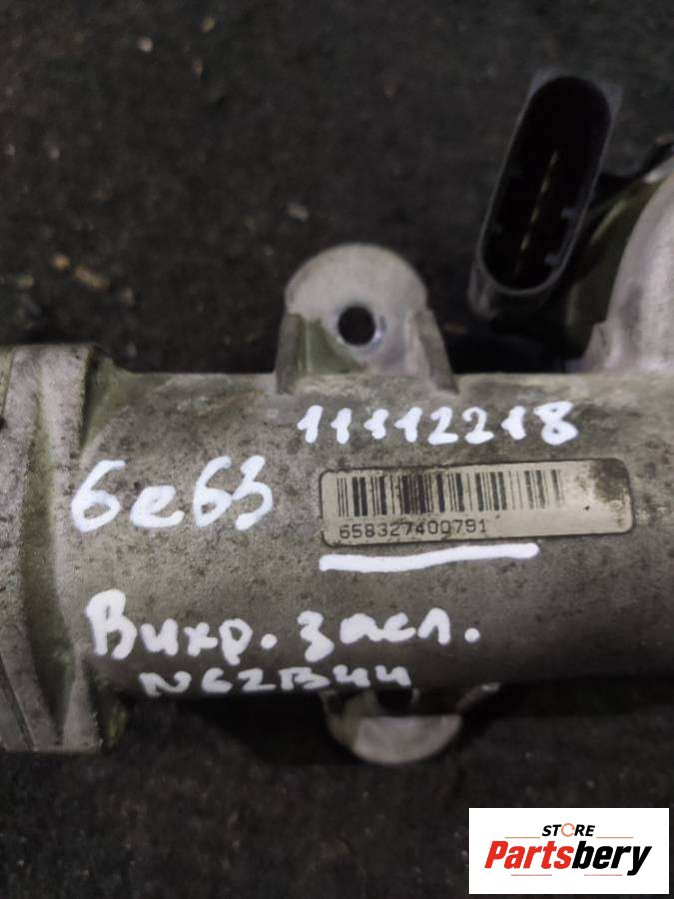 11112218
6e63
658327400791
Вихр. засл.
N62B44
STORE
Partsbery